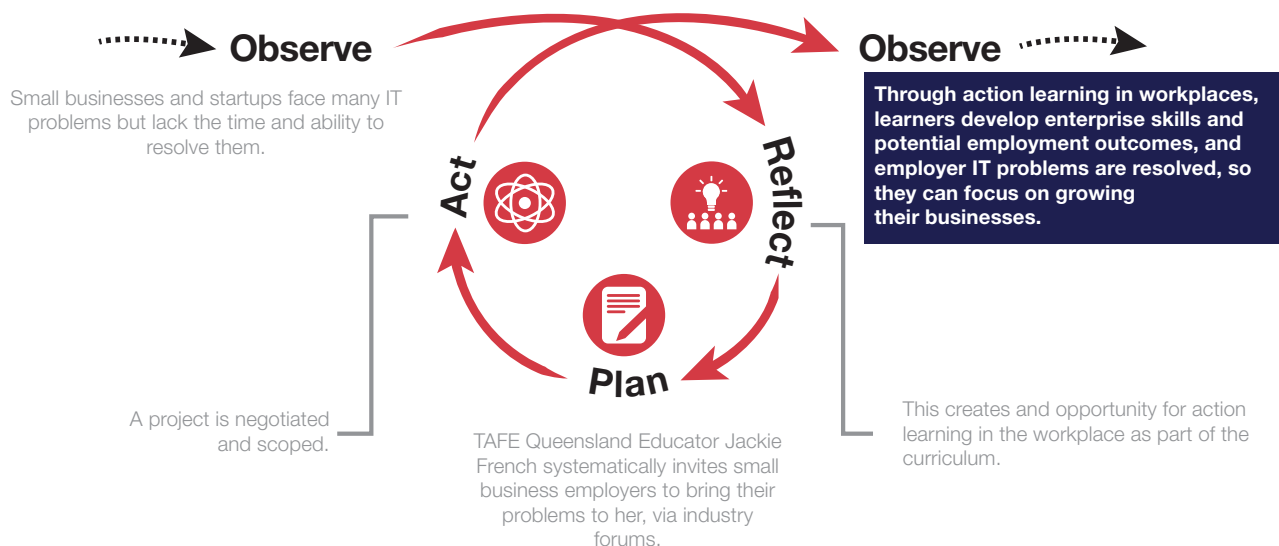 Observe
Small businesses and startups face many IT
problems but lack the time and ability to
resolve them.
Reflect
This creates and opportunity for action
learning in the workplace as part of the
curriculum.
Plan
TAFE Queensland Educator Jackie
French systematically invites small
business employers to bring their
problems to her, via industry
forums.
Act
A project is negotiated
and scoped.
Observe
Through action learning in workplaces,
learners develop enterprise skills and
potential employment outcomes, and
employer IT problems are resolved, so
they can focus on growing
their businesses.